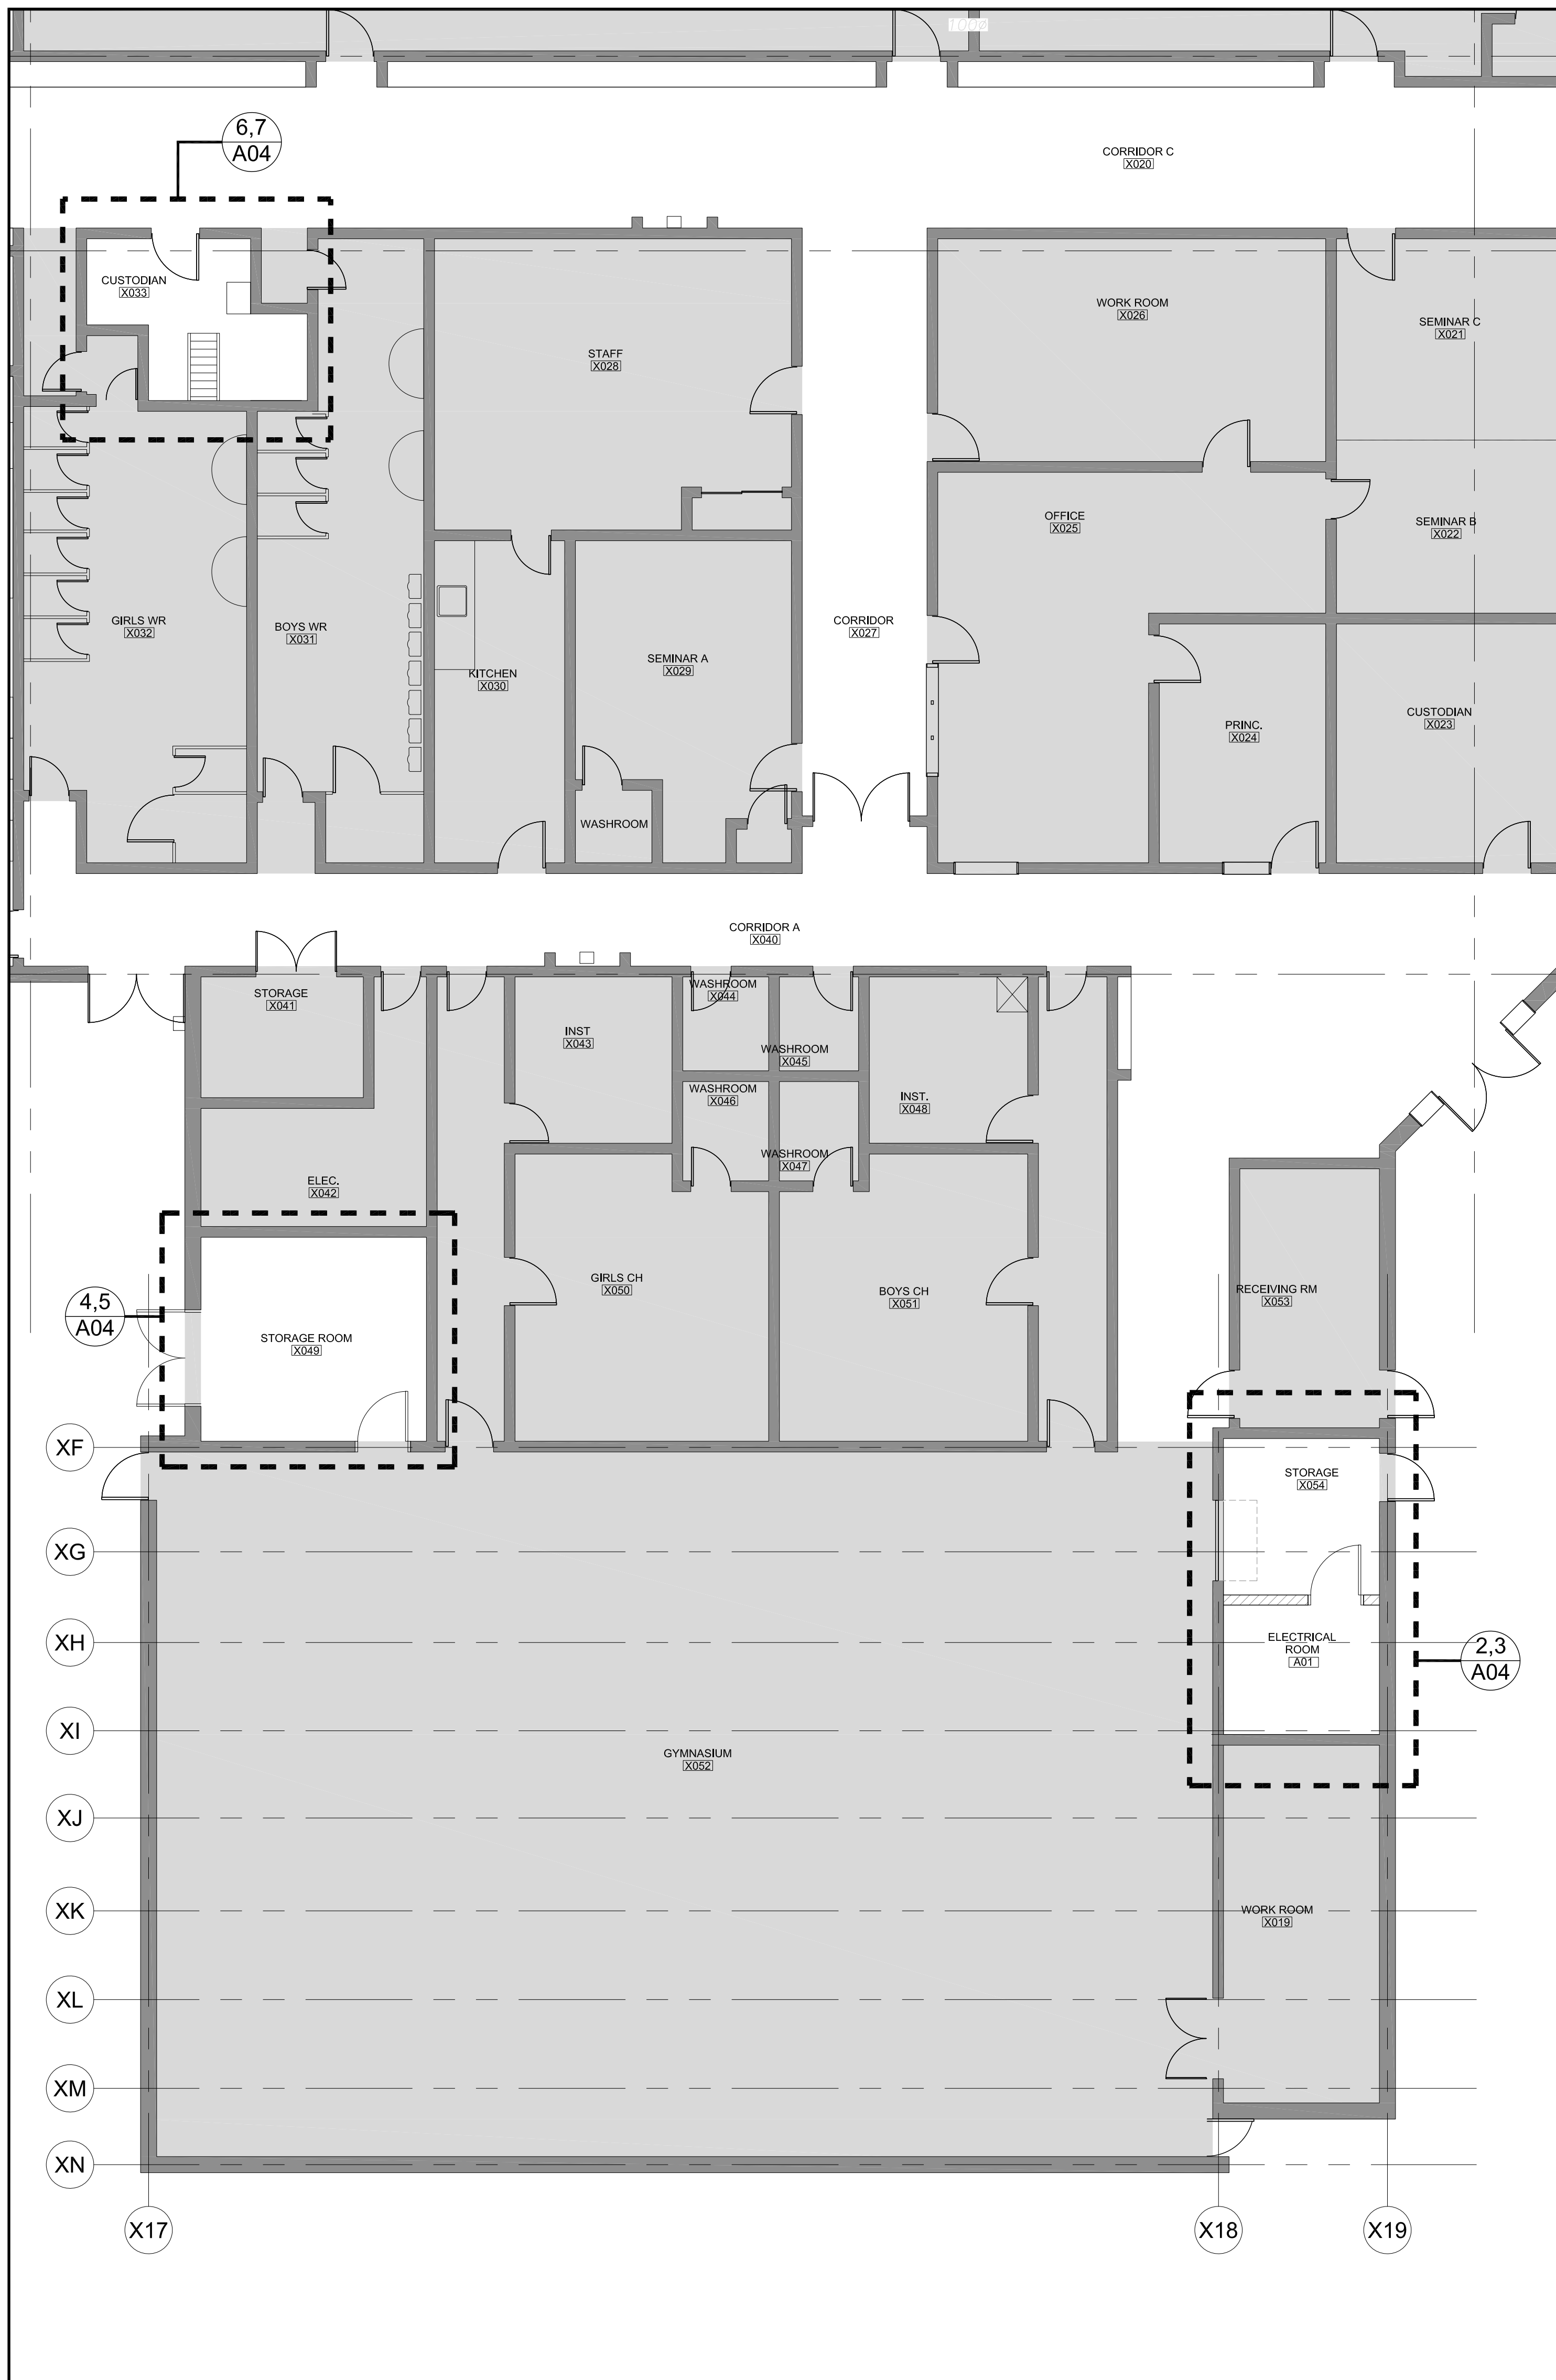 1000
6,7
A04
CORRIDOR C
X020
CUSTODIAN
X033
STAFF
X028
WORK ROOM
X026
SEMINAR C
X021
OFFICE
X025
SEMINAR B
X022
GIRLS WR
X032
BOYS WR
X031
KITCHEN
X030
SEMINAR A
X029
CORRIDOR
X027
PRINC.
X024
CUSTODIAN
X023
WASHROOM
CORRIDOR A
X040
STORAGE
X041
INST
X043
WASHROOM
X044
WASHROOM
X045
WASHROOM
X046
WASHROOM
X047
INST.
X048
ELEC.
X042
GIRLS CH
X050
BOYS CH
X051
RECEIVING RM
X053
4,5
A04
STORAGE ROOM
X049
XF
STORAGE
X054
XG
XH
ELECTRICAL
ROOM
A01
2,3
A04
XI
GYMNASIUM
X052
XJ
XK
WORK ROOM
X019
XL
XM
XN
X17
X18
X19